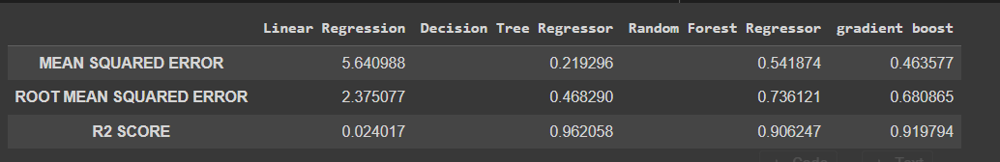 Linear Regression Decision Tree Regressor Random Forest Regressor gradient boost
MEAN SQUARED ERROR 5.640988 0.219296 0.541874 0.463577
ROOT MEAN SQUARED ERROR 2.375077 0.468290 0.736121 0.680865
R2 SCORE 0.024017 0.962058 0.906247 0.919794
+ Code + Text